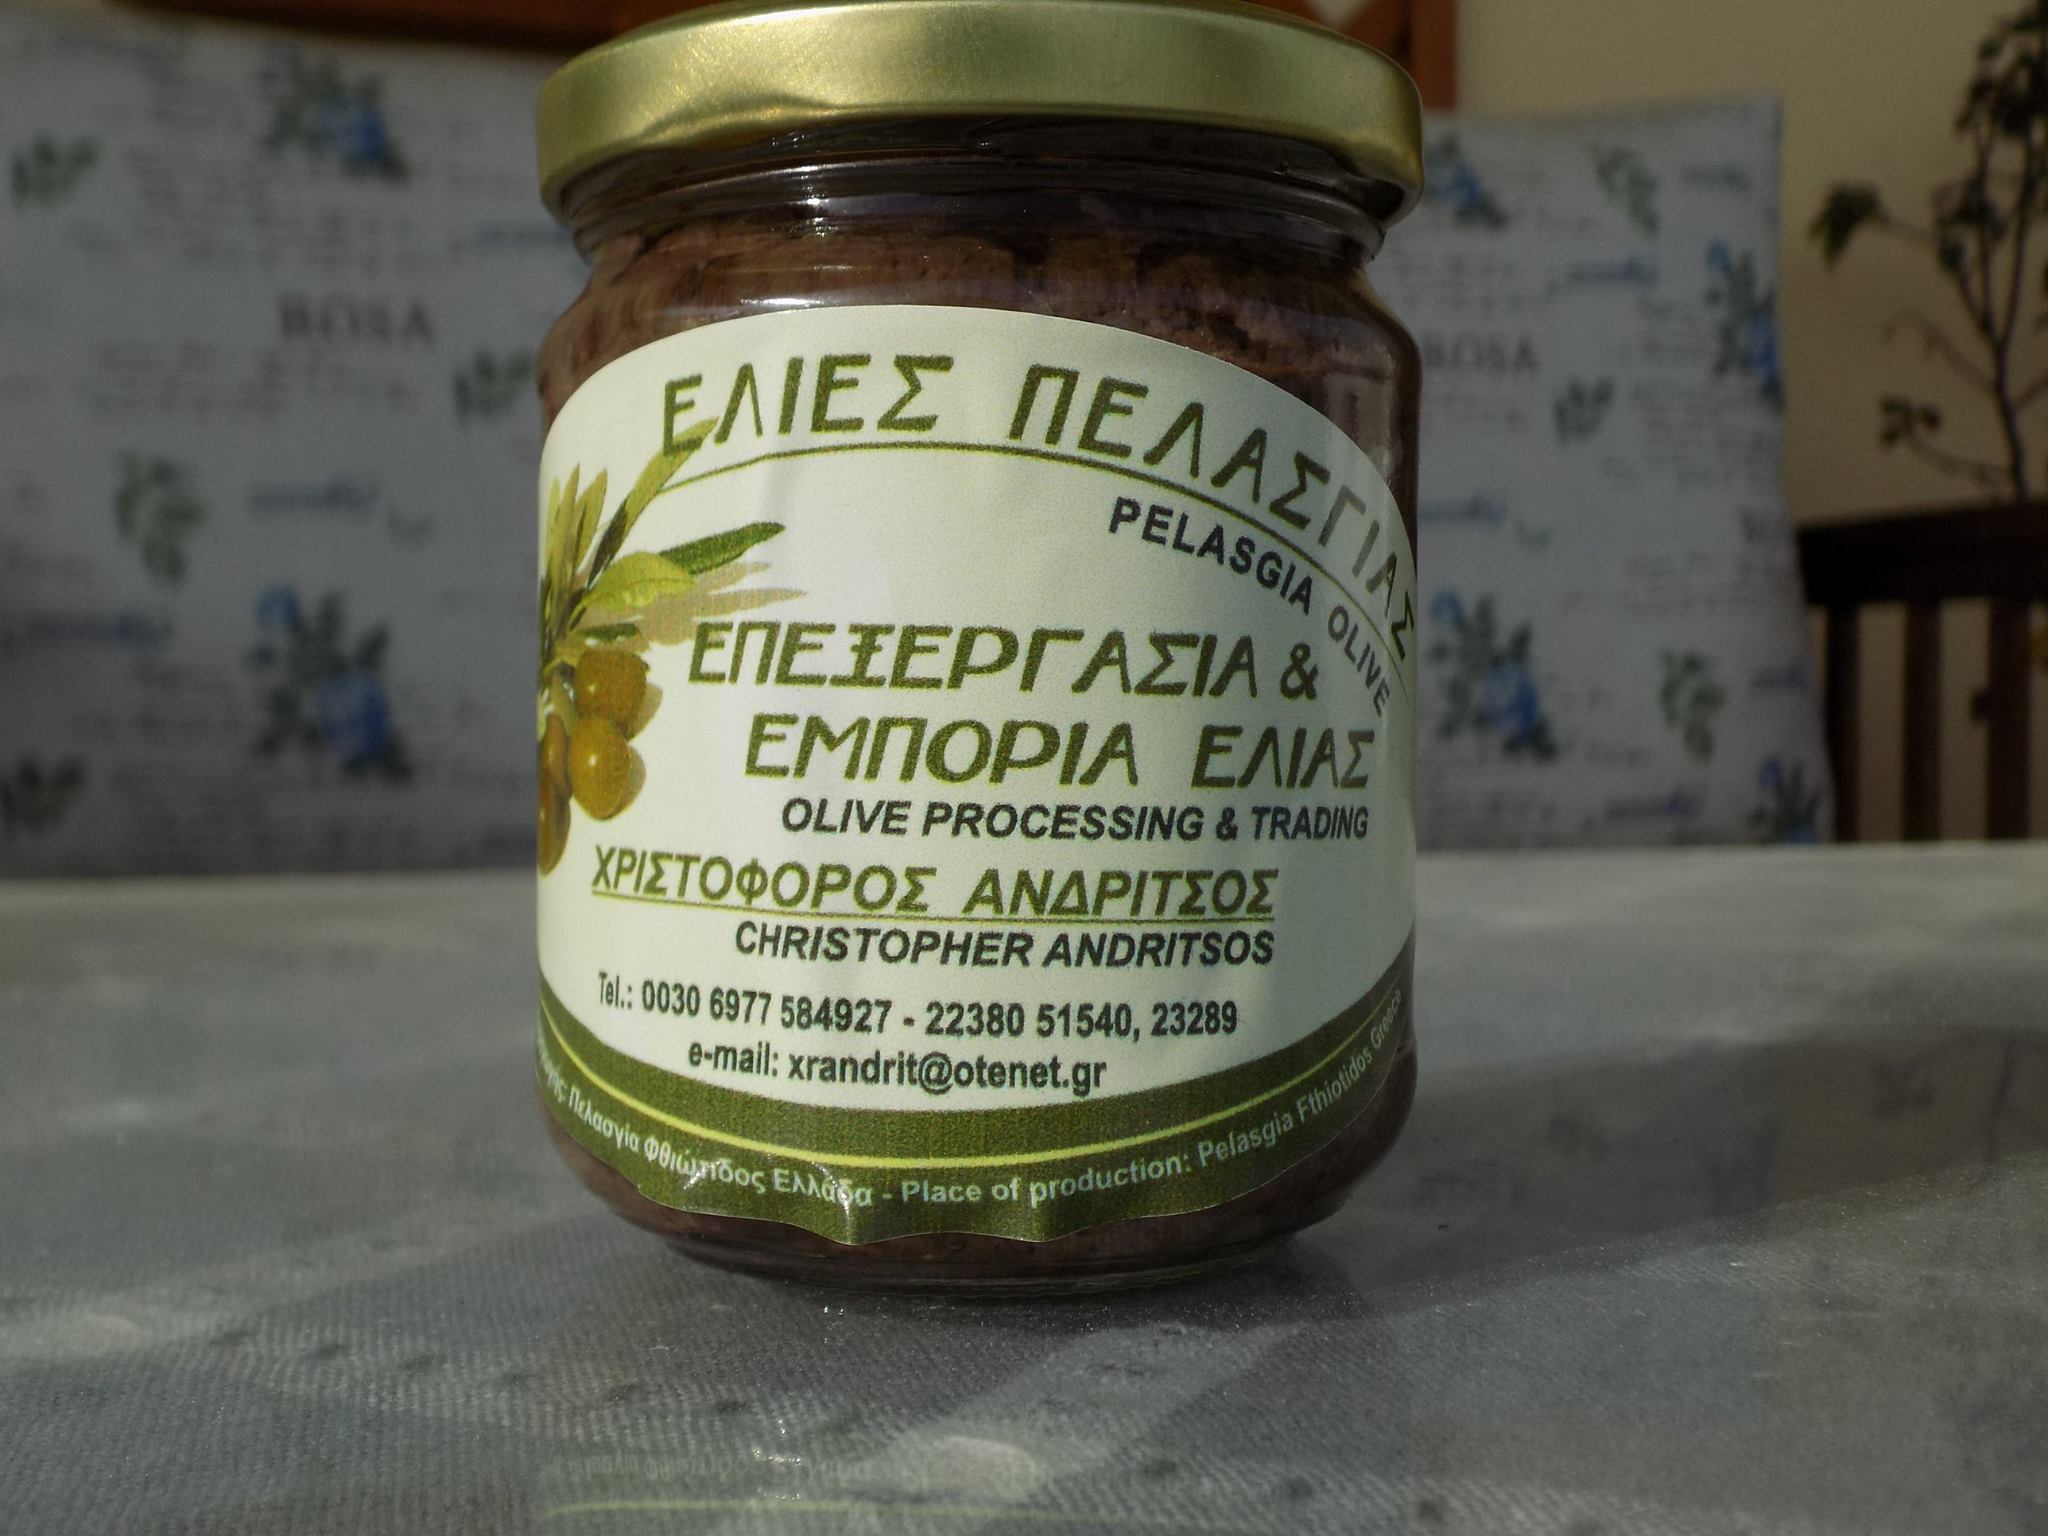 ΕΛΙΕΣ ΠΕΛΑΣΓΙΑΣ
PELASGIA OLIVE
ΕΠΕΞΕΡΓΑΣΙΑ &
ΕΜΠΟΡΙΑ ΕΛΙΑΣ
OLIVE PROCESSING & TRADING
ΧΡΙΣΤΟΦΟΡΟΣ ΑΝΔΡΙΤΣΟΣ
CHRISTOPHER ANDRITSOS
Tel.: 0030 6977 584927 - 22380 51540, 23289
e-mail: xrandrit@otenet.gr
Πελασγία Φθιώτιδος Ελλάδα - Place of production: Pelasgia Fthiotidos Greece
ROSA
ROSA